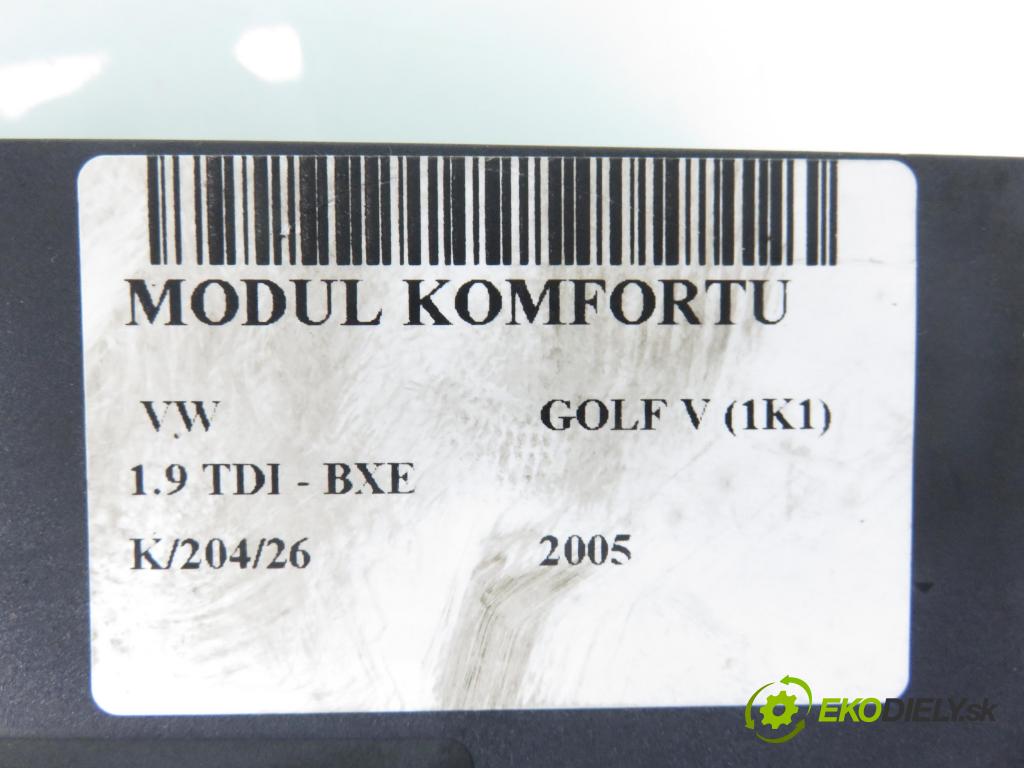 MODUL KOMFORTU
VW GOLF V (1K1)
1.9 TDI - BXE
K/204/26 2005
EKODIELY.sk